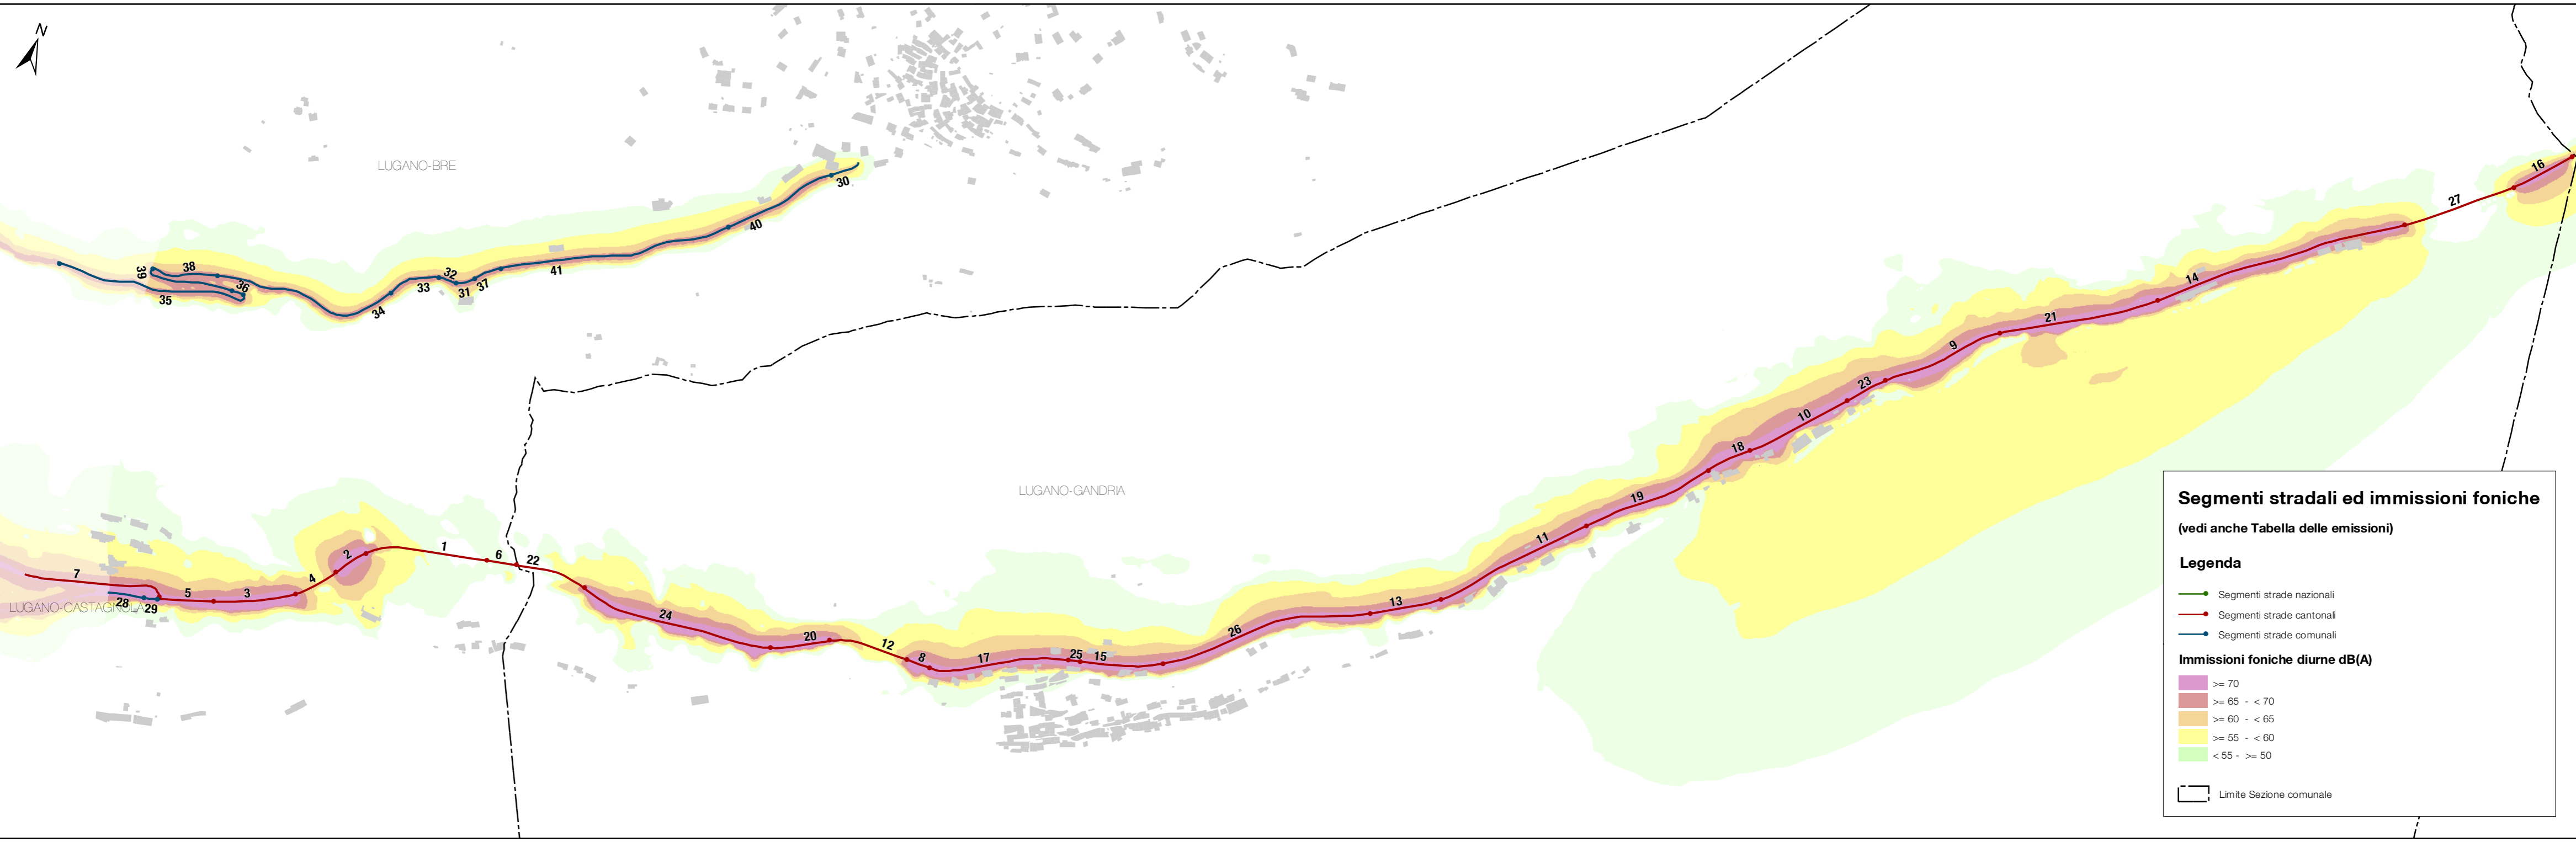 N
LUGANO-BRE
30
40
41
39
38
36
35
34
33
32
31
37
16
27
14
21
9
23
10
18
19
11
LUGANO-GANDRIA
1
6
22
2
4
7
5
3
28
29
LUGANO-CASTAGNOLA
24
20
12
8
17
25
15
26
13
Segmenti stradali ed immissioni foniche
(vedi anche Tabella delle emissioni)
Legenda
Segmenti strade nazionali
Segmenti strade cantonali
Segmenti strade comunali
Immissioni foniche diurne dB(A)
>= 70
>= 65 - < 70
>= 60 - < 65
>= 55 - < 60
< 55 - >= 50
Limite Sezione comunale